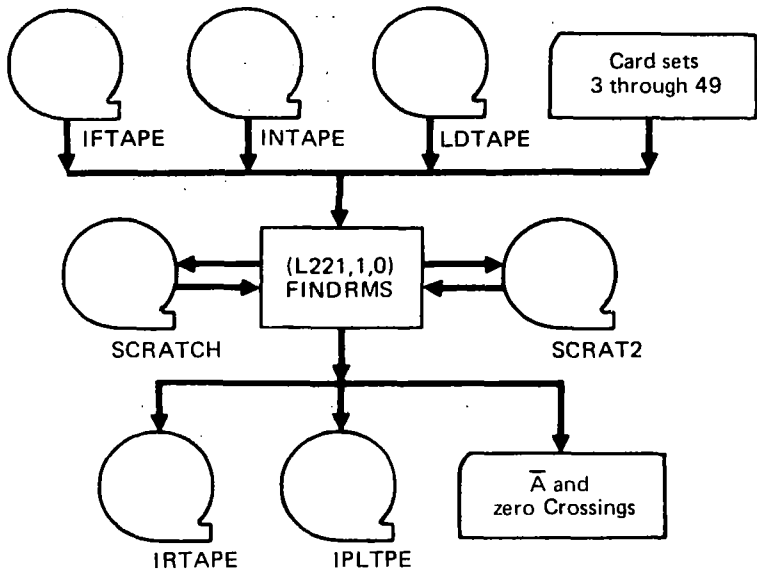 Card sets
3 through 49
IFTAPE
INTAPE
LDTAPE
(L221,1,0)
FINDRMS
SCRATCH
SCRAT2
A̅ and
zero Crossings
IRTAPE
IPLTPE